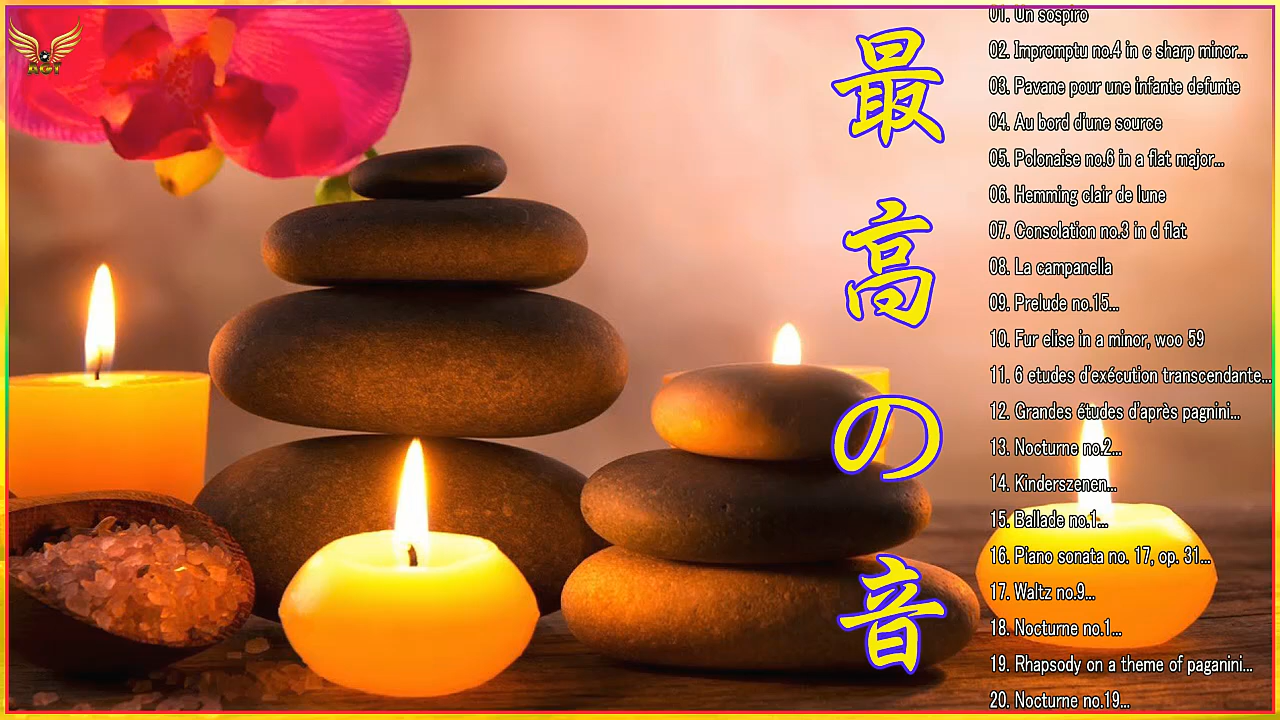 AGT
最高の音
01. Un sospiro
02. Impromptu no.4 in c sharp minor...
03. Pavane pour une infante defunte
04. Au bord d'une source
05. Polonaise no.6 in a flat major...
06. Hemming clair de lune
07. Consolation no.3 in d flat
08. La campanella
09. Prelude no.15...
10. Fur elise in a minor, woo 59
11. 6 etudes d'exécution transcendante...
12. Grandes études d'après pagnini...
13. Nocturne no.2...
14. Kinderszenen...
15. Ballade no.1...
16. Piano sonata no. 17, op. 31...
17. Waltz no.9...
18. Nocturne no.1...
19. Rhapsody on a theme of paganini...
20. Nocturne no.19...